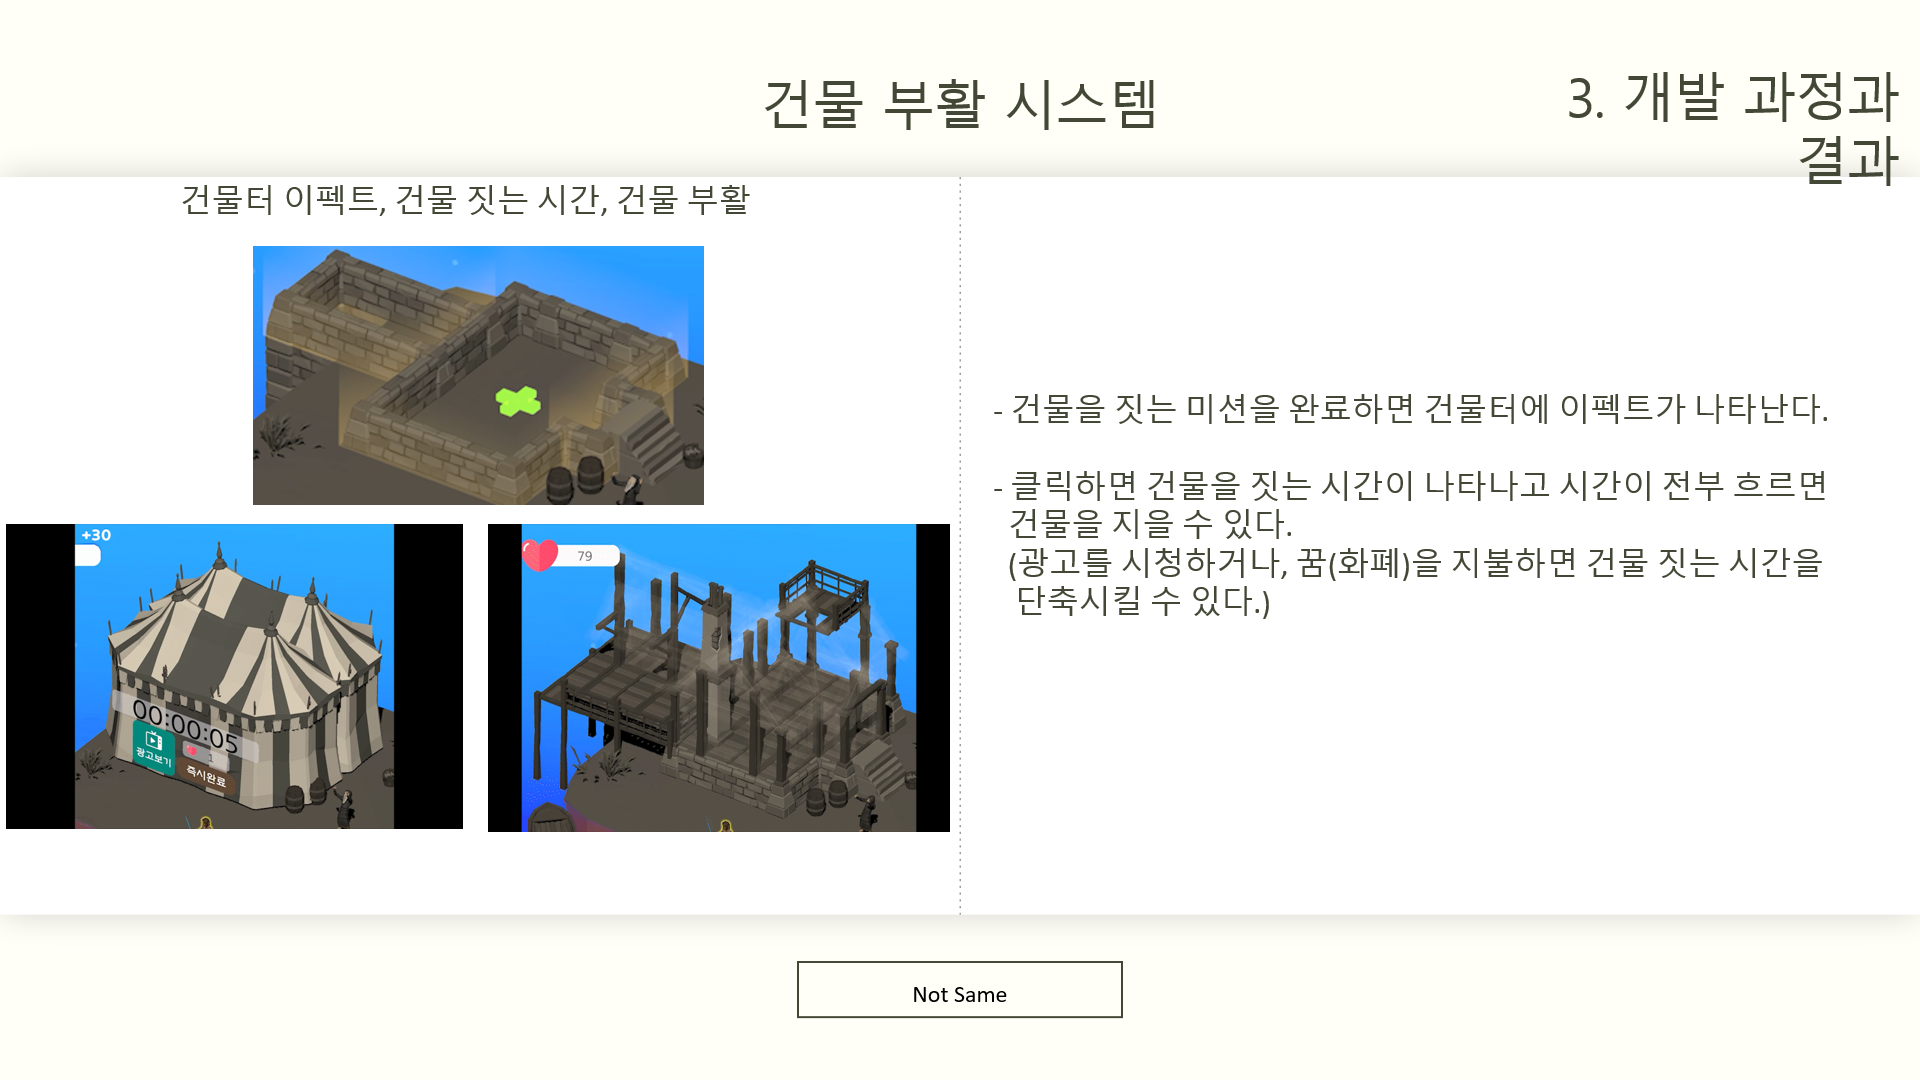 건물 부활 시스템
3. 개발 과정과
결과
건물터 이펙트, 건물 짓는 시간, 건물 부활
+30
00:00:05
광고보기
1
즉시완료
79
- 건물을 짓는 미션을 완료하면 건물터에 이펙트가 나타난다.
- 클릭하면 건물을 짓는 시간이 나타나고 시간이 전부 흐르면
건물을 지을 수 있다.
(광고를 시청하거나, 꿈(화폐)을 지불하면 건물 짓는 시간을
단축시킬 수 있다.)
Not Same